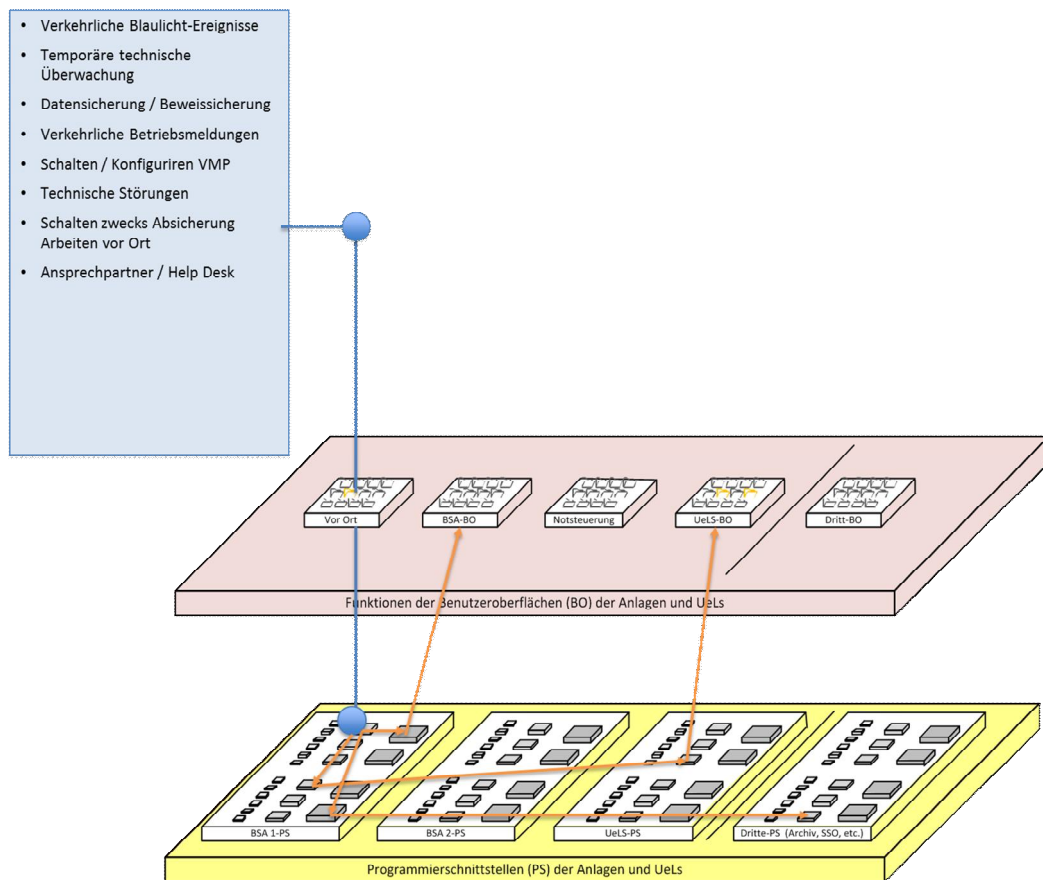 • Verkehrliche Blaulicht-Ereignisse
• Temporäre technische
Überwachung
• Datensicherung / Beweissicherung
• Verkehrliche Betriebsmeldungen
• Schalten / Konfiguriren VMP
• Technische Störungen
• Schalten zwecks Absicherung
Arbeiten vor Ort
• Ansprechpartner / Help Desk
Vor Ort
BSA-BO
Notsteuerung
UeLS-BO
Dritt-BO
Funktionen der Benutzeroberflächen (BO) der Anlagen und UeLs
BSA 1-PS
BSA 2-PS
UeLS-PS
Dritte-PS (Archiv, SSO, etc.)
Programmierschnittstellen (PS) der Anlagen und UeLs